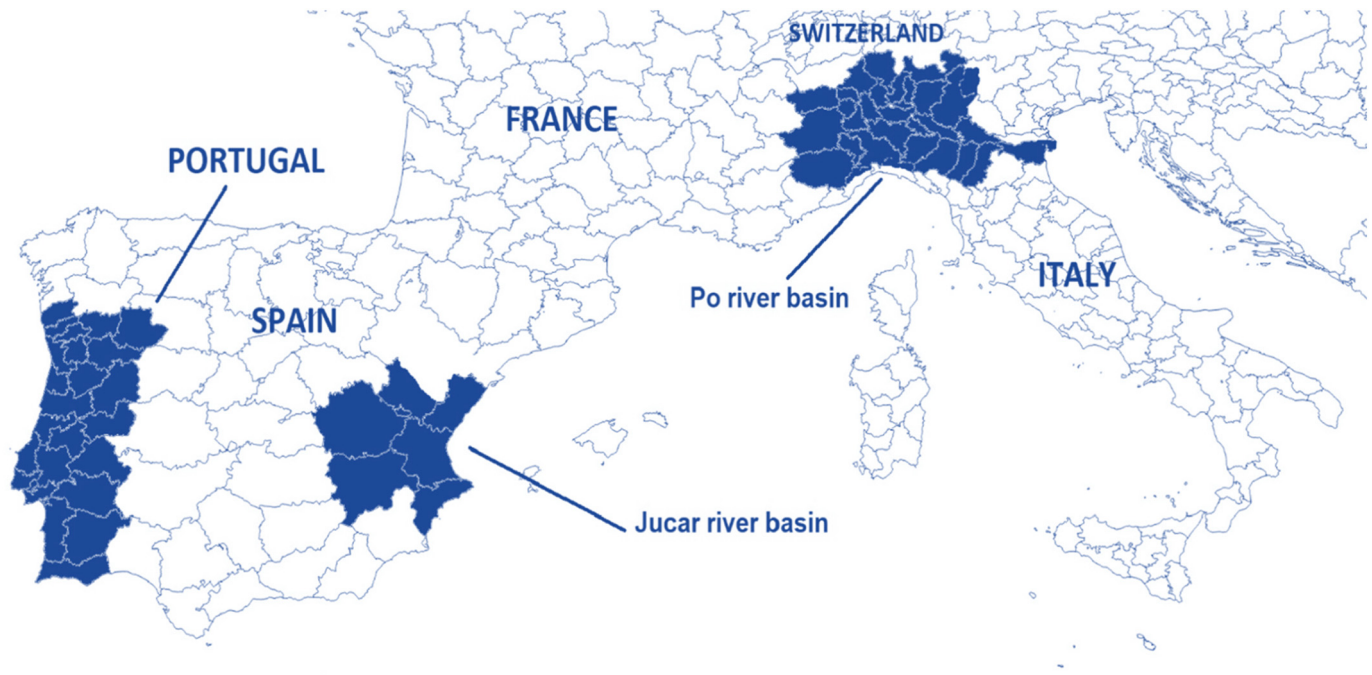 SWITZERLAND
FRANCE
PORTUGAL
ITALY
Po river basin
SPAIN
Jucar river basin